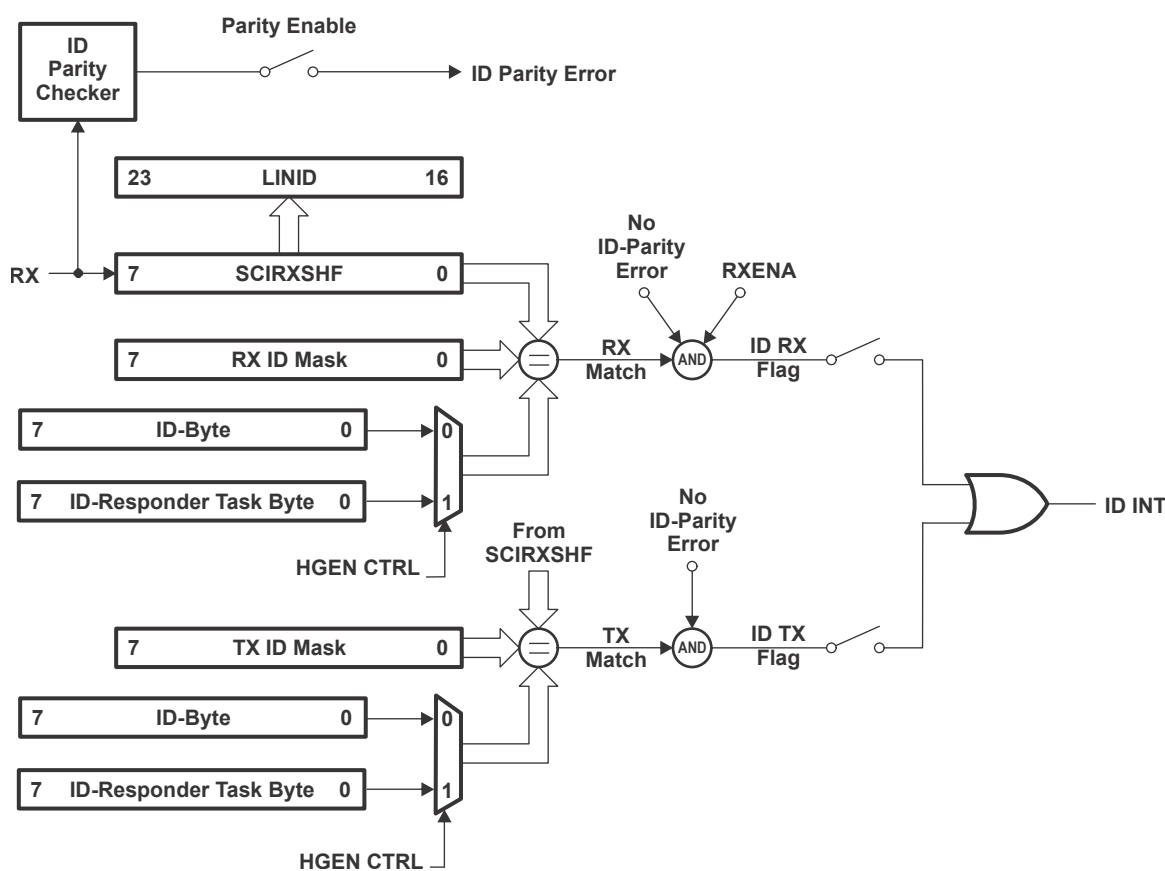 Parity Enable
ID
Parity
Checker
ID Parity Error
23 LINID 16
RX
7 SCIRXSHF 0
No
ID-Parity
Error
RXENA
7 RX ID Mask 0
=
RX
Match
AND
ID RX
Flag
7 ID-Byte 0
0
7 ID-Responder Task Byte 0
1
HGEN CTRL
ID INT
From
SCIRXSHF
No
ID-Parity
Error
7 TX ID Mask 0
=
TX
Match
AND
ID TX
Flag
7 ID-Byte 0
0
7 ID-Responder Task Byte 0
1
HGEN CTRL